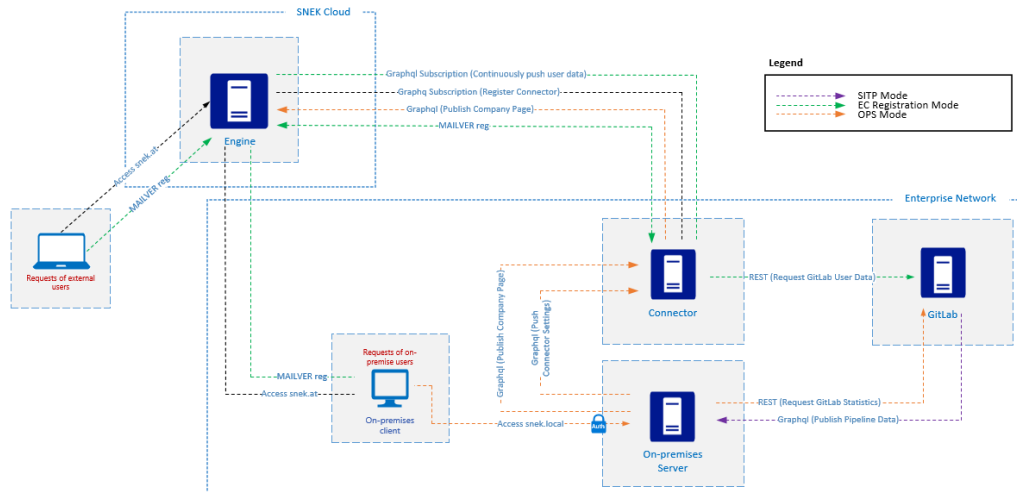 SNEK Cloud
Engine
Graphql Subscription (Continuously push user data)
Graphq Subscription (Register Connector)
Graphql (Publish Company Page)
MAILVER reg
Legend
SITP Mode
EC Registration Mode
OPS Mode
Access snek.at
MAILVER reg
Requests of external
users
Enterprise Network
Connector
REST (Request GitLab User Data)
GitLab
Graphql (Publish Company Page)
Graphql (Push
Connector Settings)
Requests of on-
premise users
On-premises
client
MAILVER reg
Access snek.at
Access snek.local
Auth
On-premises
Server
REST (Request GitLab Statistics)
Graphql (Publish Pipeline Data)